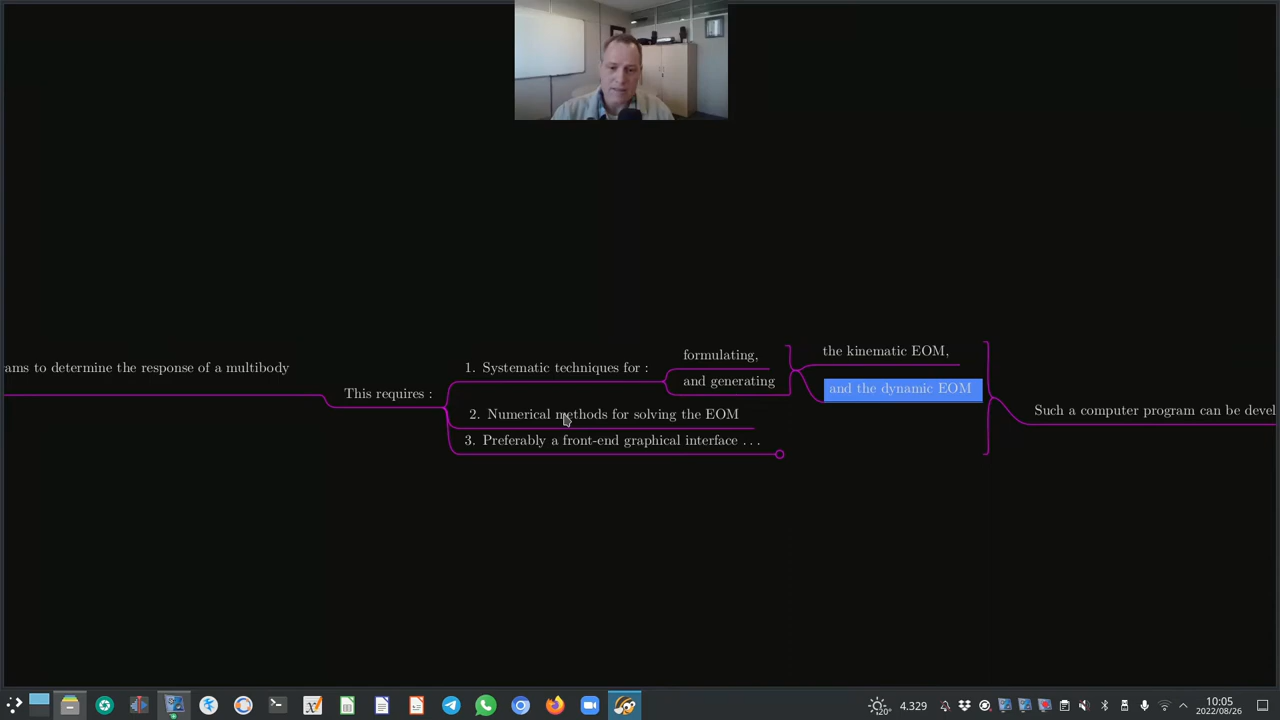 ams to determine the response of a multibody
This requires :
1. Systematic techniques for :
formulating,
and generating
the kinematic EOM,
and the dynamic EOM
2. Numerical methods for solving the EOM
3. Preferably a front-end graphical interface . . .
Such a computer program can be devel
120°
4.329
10:05
2022/08/26